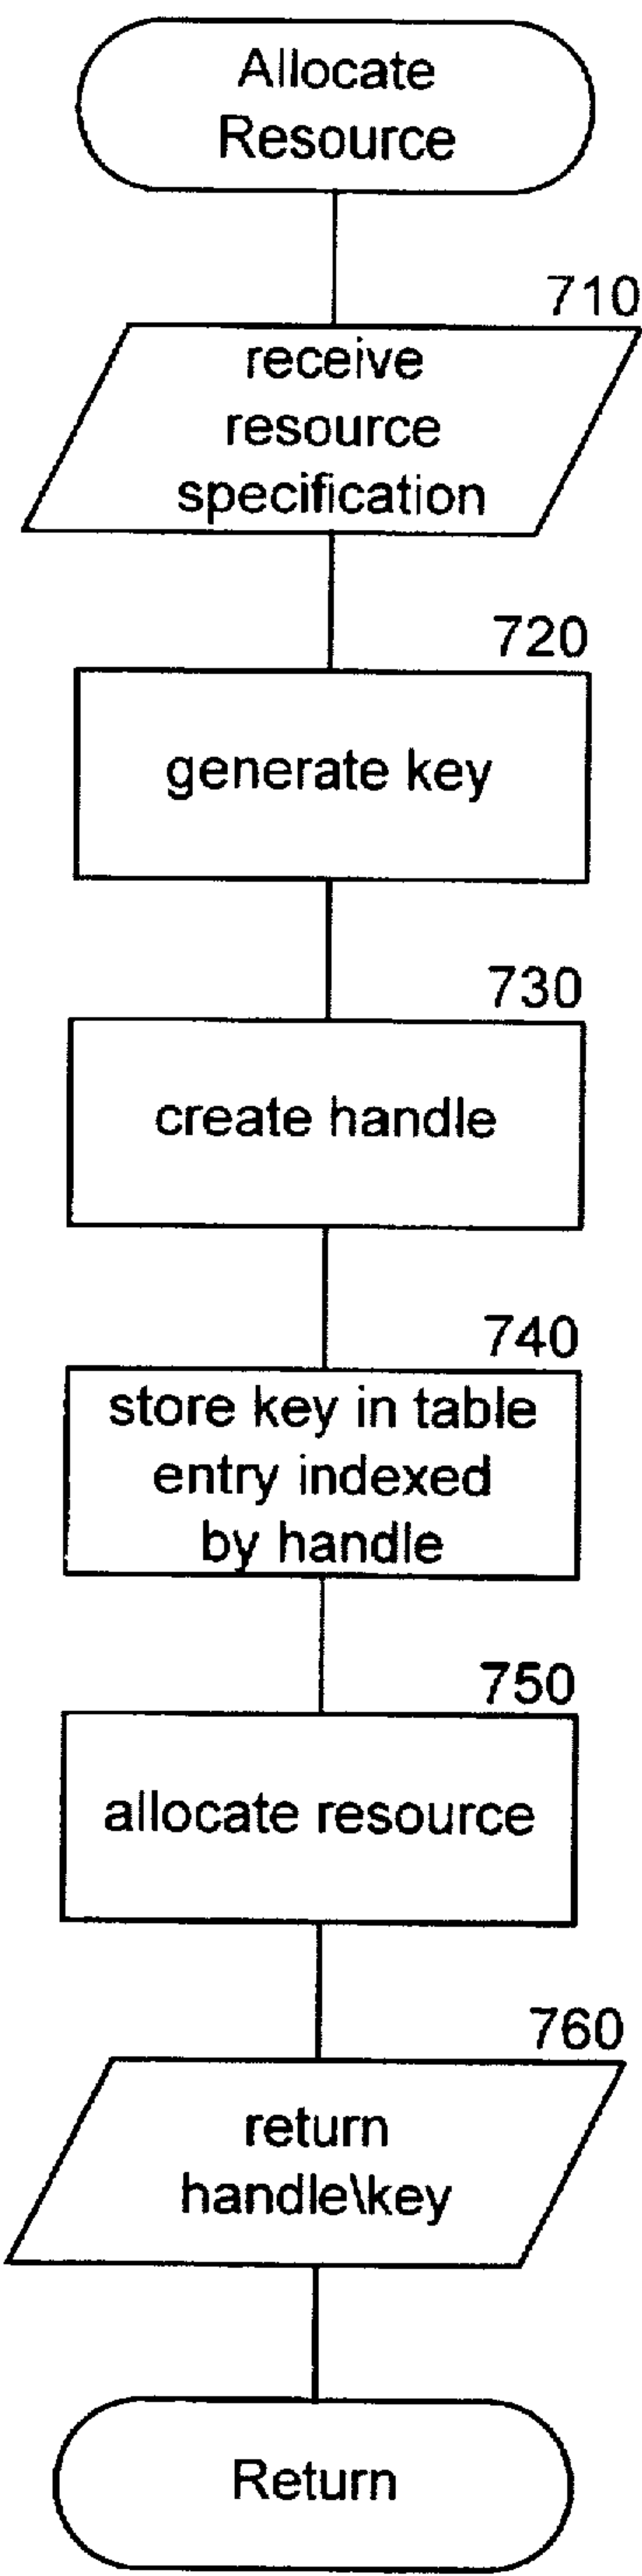 Allocate
Resource
710
receive
resource
specification
720
generate key
730
create handle
740
store key in table
entry indexed
by handle
750
allocate resource
760
return
handle\key
Return